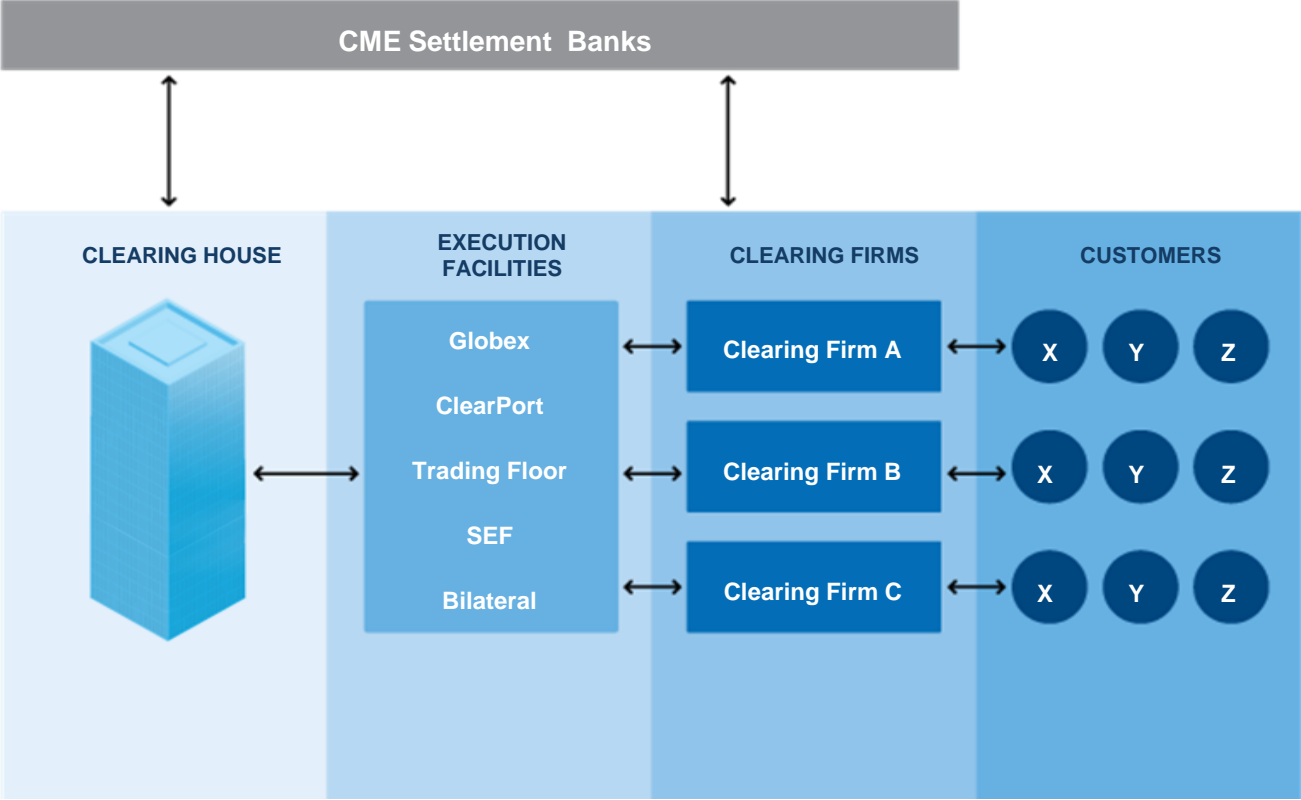 CME Settlement Banks
CLEARING HOUSE
EXECUTION
FACILITIES
CLEARING FIRMS
CUSTOMERS
Globex
ClearPort
Trading Floor
SEF
Bilateral
Clearing Firm A
X Y Z
Clearing Firm B
X Y Z
Clearing Firm C
X Y Z